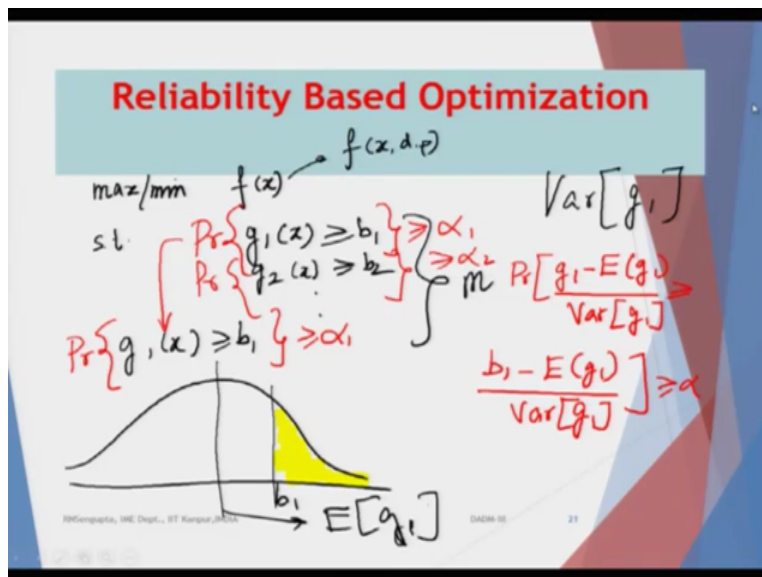 Reliability Based Optimization
f(x, d.p)
max/min f(x)
Var[g₁]
s.t. Pr{g₁(x) ≥ b₁} ≥ α₁
Pr{g₂(x) ≥ b₂} ≥ α₂
⋮
} m
Pr{g₁(x) ≥ b₁} ≥ α₁
Pr[g₁ - E(g₁)
Var[g₁] ≥
b₁ - E(g₁)
Var[g₁] ] ≥ α
b₁
E[g₁]
RNSengupta, IME Dept., IIT Kanpur, INDIA
DADM-III
21